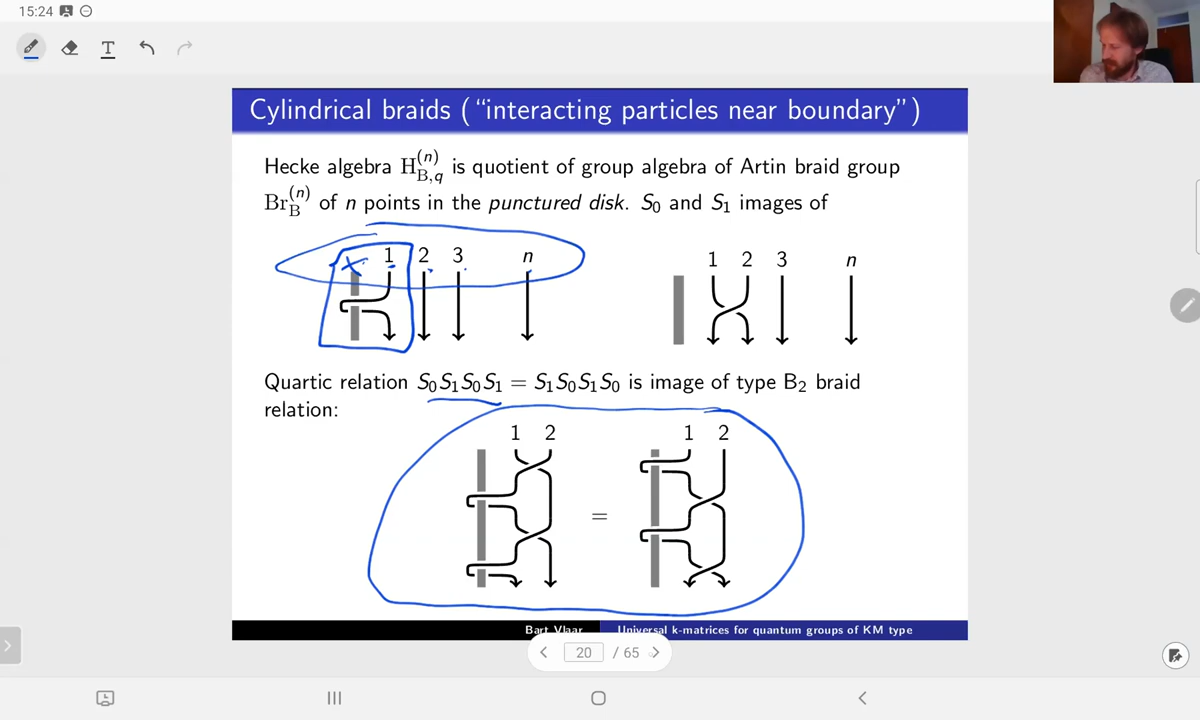 15:24
T
Cylindrical braids (“interacting particles near boundary”)
Hecke algebra H_{B,q}^{(n)} is quotient of group algebra of Artin braid group
Br_B^{(n)} of n points in the punctured disk. S_0 and S_1 images of
1 2 3 n 1 2 3 n
Quartic relation S_0S_1S_0S_1 = S_1S_0S_1S_0 is image of type B_2 braid
relation:
1 2 1 2
=
Bart Vlaar Universal k-matrices for quantum groups of KM type
20 / 65